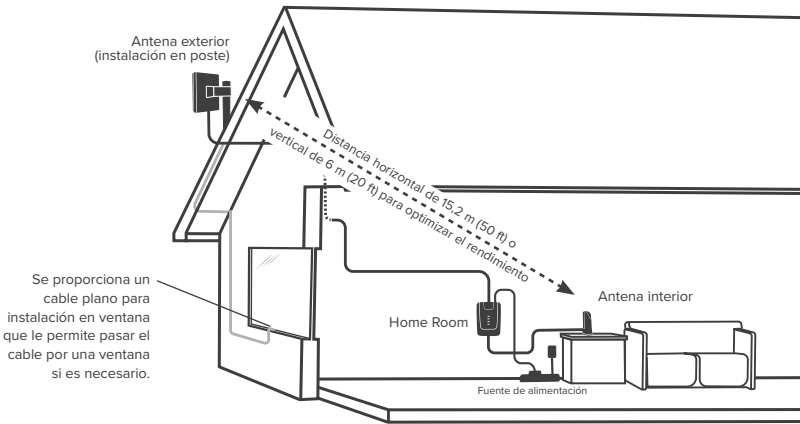 Antena exterior
(instalación en poste)
Distancia horizontal de 15,2 m (50 ft) o
vertical de 6 m (20 ft) para optimizar el rendimiento
Se proporciona un
cable plano para
instalación en ventana
que le permite pasar el
cable por una ventana
si es necesario.
Antena interior
Home Room
Fuente de alimentación